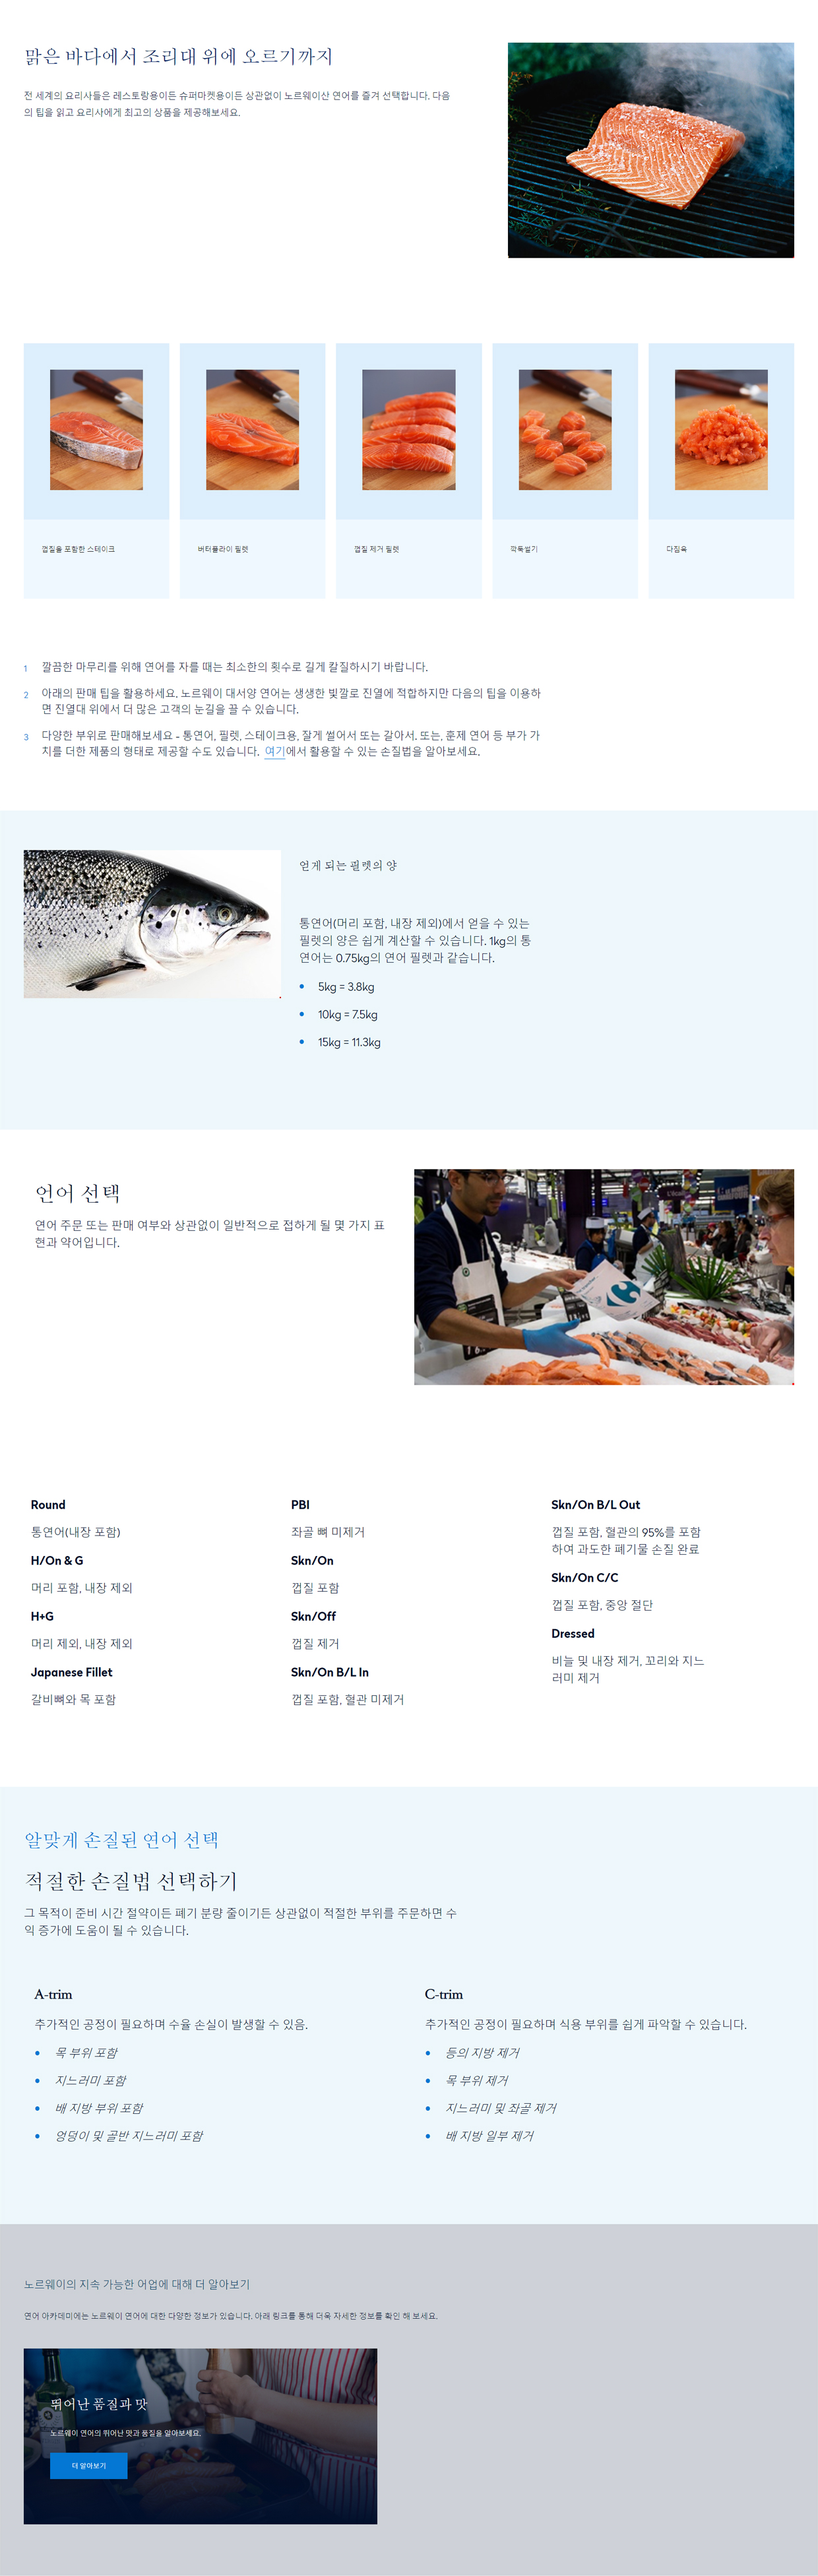 맑은 바다에서 조리대 위에 오르기까지
전 세계의 요리사들은 레스토랑용이든 슈퍼마켓용이든 상관없이 노르웨이산 연어를 즐겨 선택합니다. 다음
의 팁을 읽고 요리사에게 최고의 상품을 제공해보세요.
껍질을 포함한 스테이크
버터플라이 필렛
껍질 제거 필렛
깍둑썰기
다짐육
1 깔끔한 마무리를 위해 연어를 자를 때는 최소한의 횟수로 길게 칼질하시기 바랍니다.
2 아래의 판매 팁을 활용하세요. 노르웨이 대서양 연어는 생생한 빛깔로 진열에 적합하지만 다음의 팁을 이용하
면 진열대 위에서 더 많은 고객의 눈길을 끌 수 있습니다.
3 다양한 부위로 판매해보세요 - 통연어, 필렛, 스테이크용, 잘게 썰어서 또는 갈아서. 또는, 훈제 연어 등 부가 가
치를 더한 제품의 형태로 제공할 수도 있습니다. 여기에서 활용할 수 있는 손질법을 알아보세요.
얻게 되는 필렛의 양
통연어(머리 포함, 내장 제외)에서 얻을 수 있는
필렛의 양은 쉽게 계산할 수 있습니다. 1kg의 통
연어는 0.75kg의 연어 필렛과 같습니다.
• 5kg = 3.8kg
• 10kg = 7.5kg
• 15kg = 11.3kg
언어 선택
연어 주문 또는 판매 여부와 상관없이 일반적으로 접하게 될 몇 가지 표
현과 약어입니다.
Round
통연어(내장 포함)
H/On & G
머리 포함, 내장 제외
H+G
머리 제외, 내장 제외
Japanese Fillet
갈비뼈와 목 포함
PBI
좌골 뼈 미제거
Skn/On
껍질 포함
Skn/Off
껍질 제거
Skn/On B/L In
껍질 포함, 혈관 미제거
Skn/On B/L Out
껍질 포함, 혈관의 95%를 포함
하여 과도한 폐기물 손질 완료
Skn/On C/C
껍질 포함, 중앙 절단
Dressed
비늘 및 내장 제거, 꼬리와 지느
러미 제거
알맞게 손질된 연어 선택
적절한 손질법 선택하기
그 목적이 준비 시간 절약이든 폐기 분량 줄이기든 상관없이 적절한 부위를 주문하면 수
익 증가에 도움이 될 수 있습니다.
A-trim
추가적인 공정이 필요하며 수율 손실이 발생할 수 있음.
• 목 부위 포함
• 지느러미 포함
• 배 지방 부위 포함
• 엉덩이 및 골반 지느러미 포함
C-trim
추가적인 공정이 필요하며 식용 부위를 쉽게 파악할 수 있습니다.
• 등의 지방 제거
• 목 부위 제거
• 지느러미 및 좌골 제거
• 배 지방 일부 제거
노르웨이의 지속 가능한 어업에 대해 더 알아보기
연어 아카데미에는 노르웨이 연어에 대한 다양한 정보가 있습니다. 아래 링크를 통해 더욱 자세한 정보를 확인 해 보세요.
뛰어난 품질과 맛
노르웨이 연어의 뛰어난 맛과 품질을 알아보세요.
더 알아보기